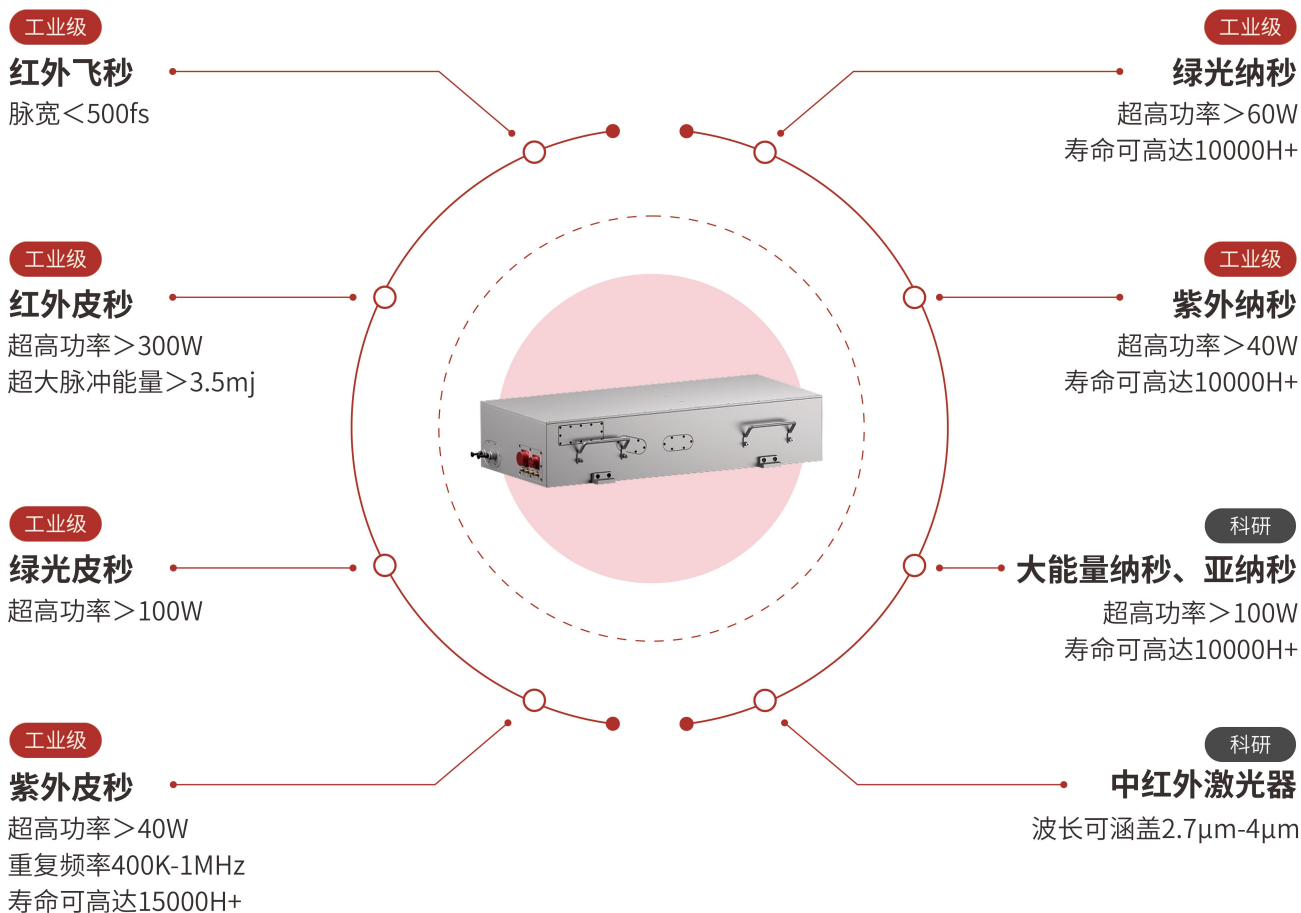 工业级
红外飞秒
脉宽＜500fs
工业级
红外皮秒
超高功率＞300W
超大脉冲能量＞3.5mj
工业级
绿光皮秒
超高功率＞100W
工业级
紫外皮秒
超高功率＞40W
重复频率400K-1MHz
寿命可高达15000H+
工业级
绿光纳秒
超高功率＞60W
寿命可高达10000H+
工业级
紫外纳秒
超高功率＞40W
寿命可高达10000H+
科研
大能量纳秒、亚纳秒
超高功率＞100W
寿命可高达10000H+
科研
中红外激光器
波长可涵盖2.7μm-4μm